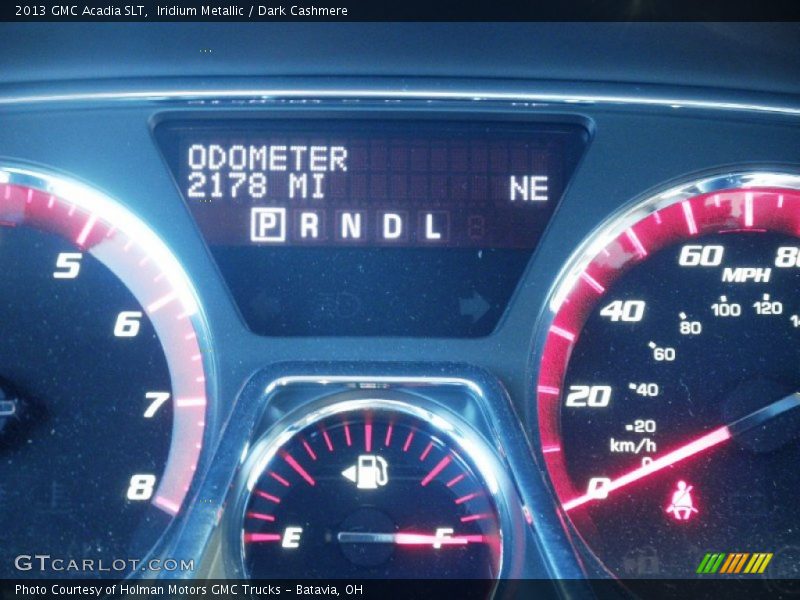 2013 GMC Acadia SLT,  Iridium Metallic / Dark Cashmere
ODOMETER
2178 MI NE
P R N D L
5
6
7
8
E
F
0
20
40
60
80
MPH
km/h
0
20
40
60
80
100
120
GTCARLOT.COM
Photo Courtesy of Holman Motors GMC Trucks - Batavia, OH